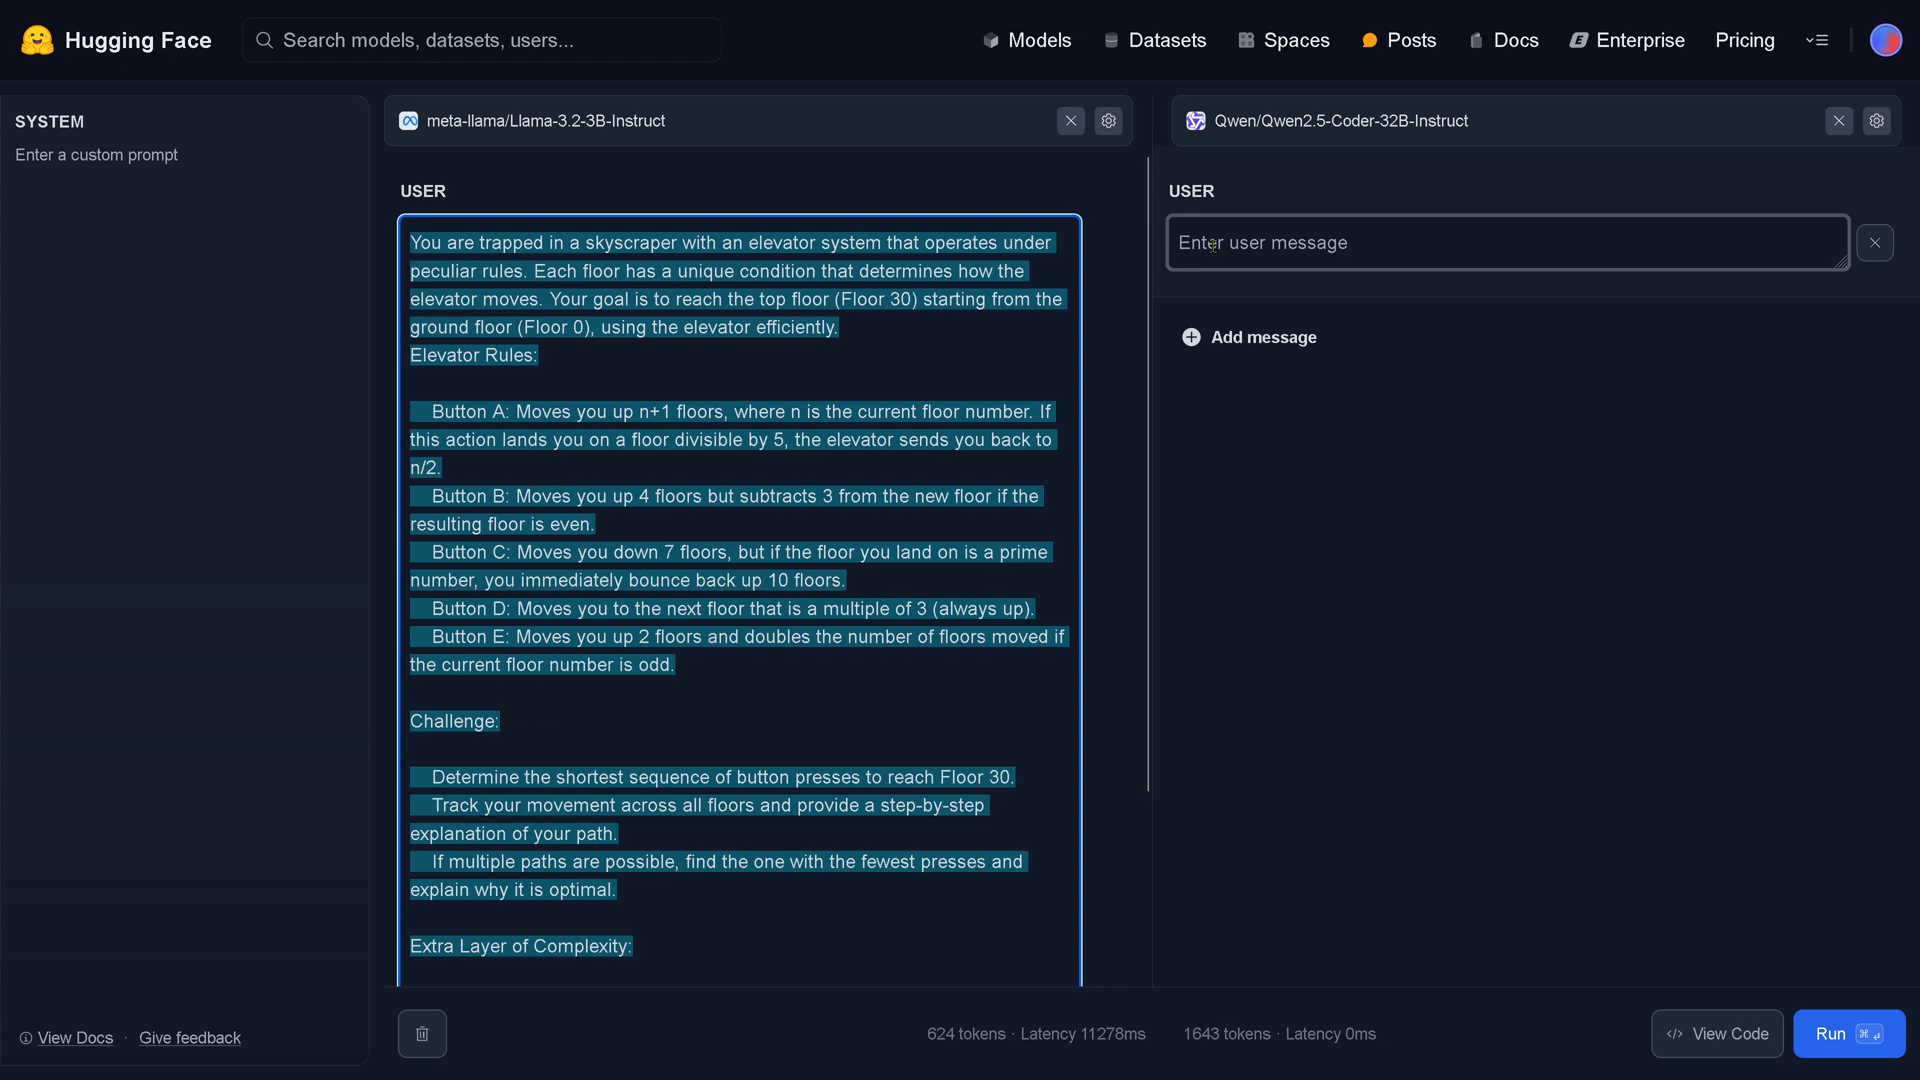 Hugging Face
Search models, datasets, users...
Models
Datasets
Spaces
Posts
Docs
Enterprise
Pricing
SYSTEM
Enter a custom prompt
meta-llama/Llama-3.2-3B-Instruct
USER
You are trapped in a skyscraper with an elevator system that operates under
peculiar rules. Each floor has a unique condition that determines how the
elevator moves. Your goal is to reach the top floor (Floor 30) starting from the
ground floor (Floor 0), using the elevator efficiently.
Elevator Rules:
Button A: Moves you up n+1 floors, where n is the current floor number. If
this action lands you on a floor divisible by 5, the elevator sends you back to
n/2.
Button B: Moves you up 4 floors but subtracts 3 from the new floor if the
resulting floor is even.
Button C: Moves you down 7 floors, but if the floor you land on is a prime
number, you immediately bounce back up 10 floors.
Button D: Moves you to the next floor that is a multiple of 3 (always up).
Button E: Moves you up 2 floors and doubles the number of floors moved if
the current floor number is odd.
Challenge:
Determine the shortest sequence of button presses to reach Floor 30.
Track your movement across all floors and provide a step-by-step
explanation of your path.
If multiple paths are possible, find the one with the fewest presses and
explain why it is optimal.
Extra Layer of Complexity:
Qwen/Qwen2.5-Coder-32B-Instruct
USER
Enter user message
Add message
View Docs · Give feedback
624 tokens · Latency 11278ms
1643 tokens · Latency 0ms
View Code
Run